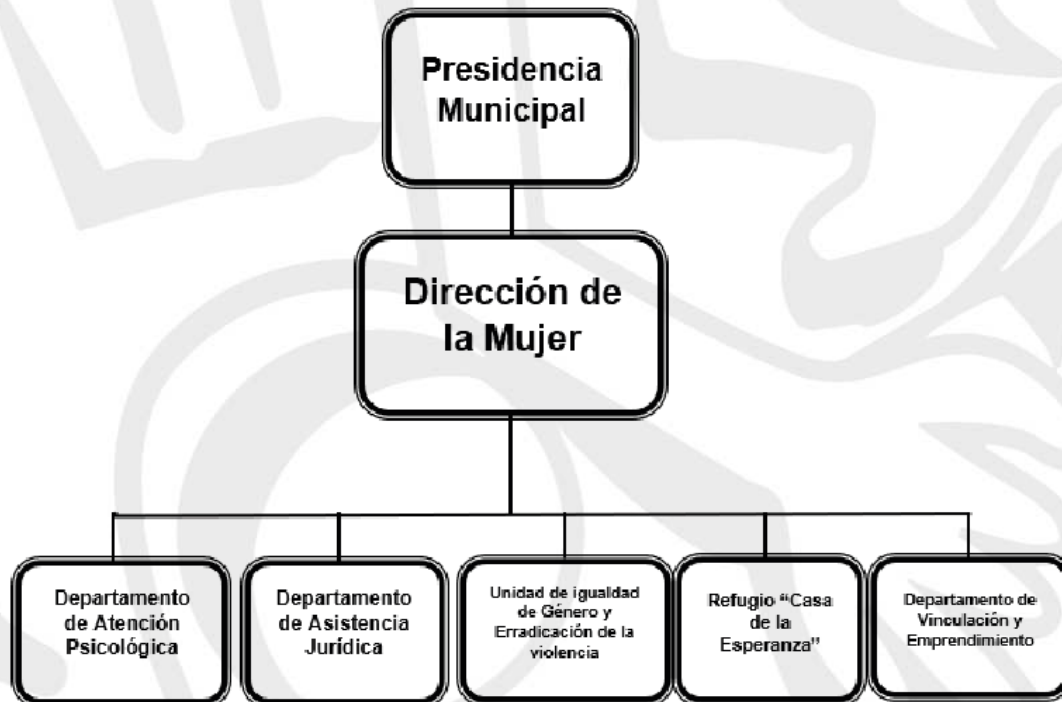 Presidencia
Municipal
Dirección de
la Mujer
Departamento
de Atención
Psicológica
Departamento
de Asistencia
Jurídica
Unidad de igualdad
de Género y
Erradicación de la
violencia
Refugio “Casa
de la
Esperanza”
Departamento de
Vinculación y
Emprendimiento